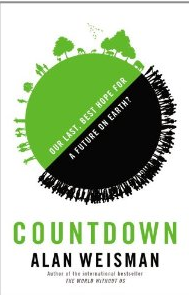 OUR LAST, BEST HOPE FOR
A FUTURE ON EARTH?
COUNTDOWN
ALAN WEISMAN
Author of the international bestseller
THE WORLD WITHOUT US